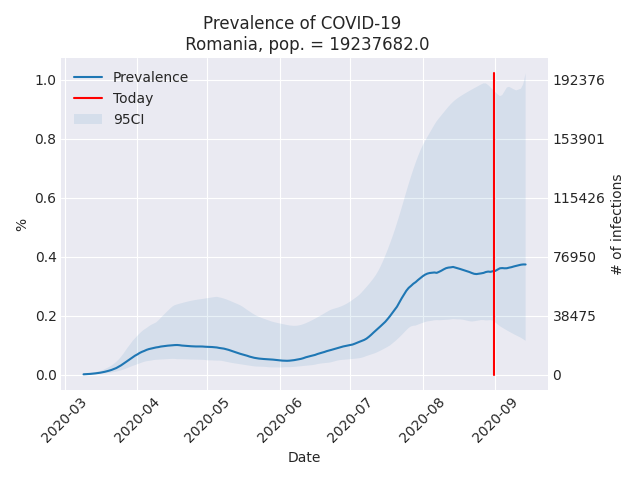 Prevalence of COVID-19
Romania, pop. = 19237682.0
Prevalence
Today
95CI
1.0
0.8
0.6
0.4
0.2
0.0
%
192376
153901
115426
76950
38475
0
# of infections
2020-03
2020-04
2020-05
2020-06
2020-07
2020-08
2020-09
Date